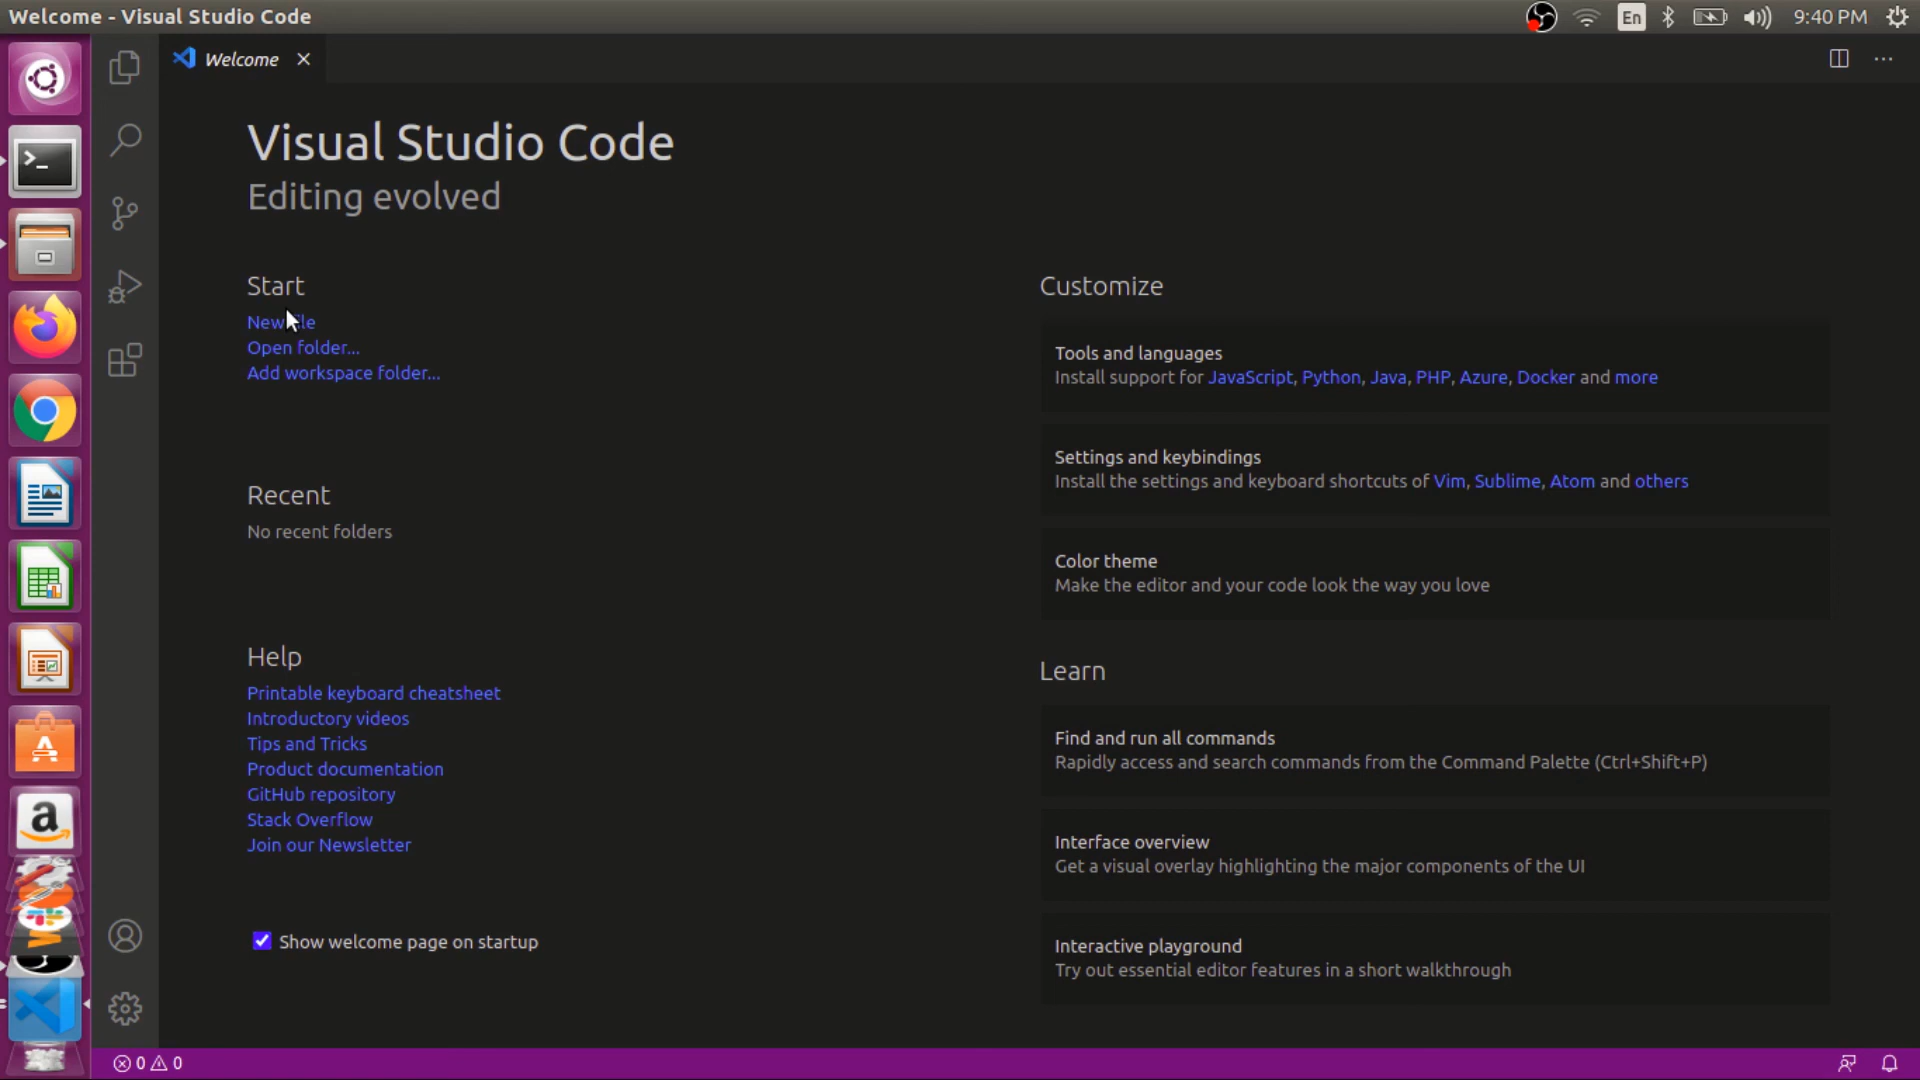 Welcome - Visual Studio Code
En
9:40 PM
Welcome
Visual Studio Code
Editing evolved
Start
New file
Open folder...
Add workspace folder...
Recent
No recent folders
Help
Printable keyboard cheatsheet
Introductory videos
Tips and Tricks
Product documentation
GitHub repository
Stack Overflow
Join our Newsletter
Show welcome page on startup
Customize
Tools and languages
Install support for JavaScript, Python, Java, PHP, Azure, Docker and more
Settings and keybindings
Install the settings and keyboard shortcuts of Vim, Sublime, Atom and others
Color theme
Make the editor and your code look the way you love
Learn
Find and run all commands
Rapidly access and search commands from the Command Palette (Ctrl+Shift+P)
Interface overview
Get a visual overlay highlighting the major components of the UI
Interactive playground
Try out essential editor features in a short walkthrough
0 0